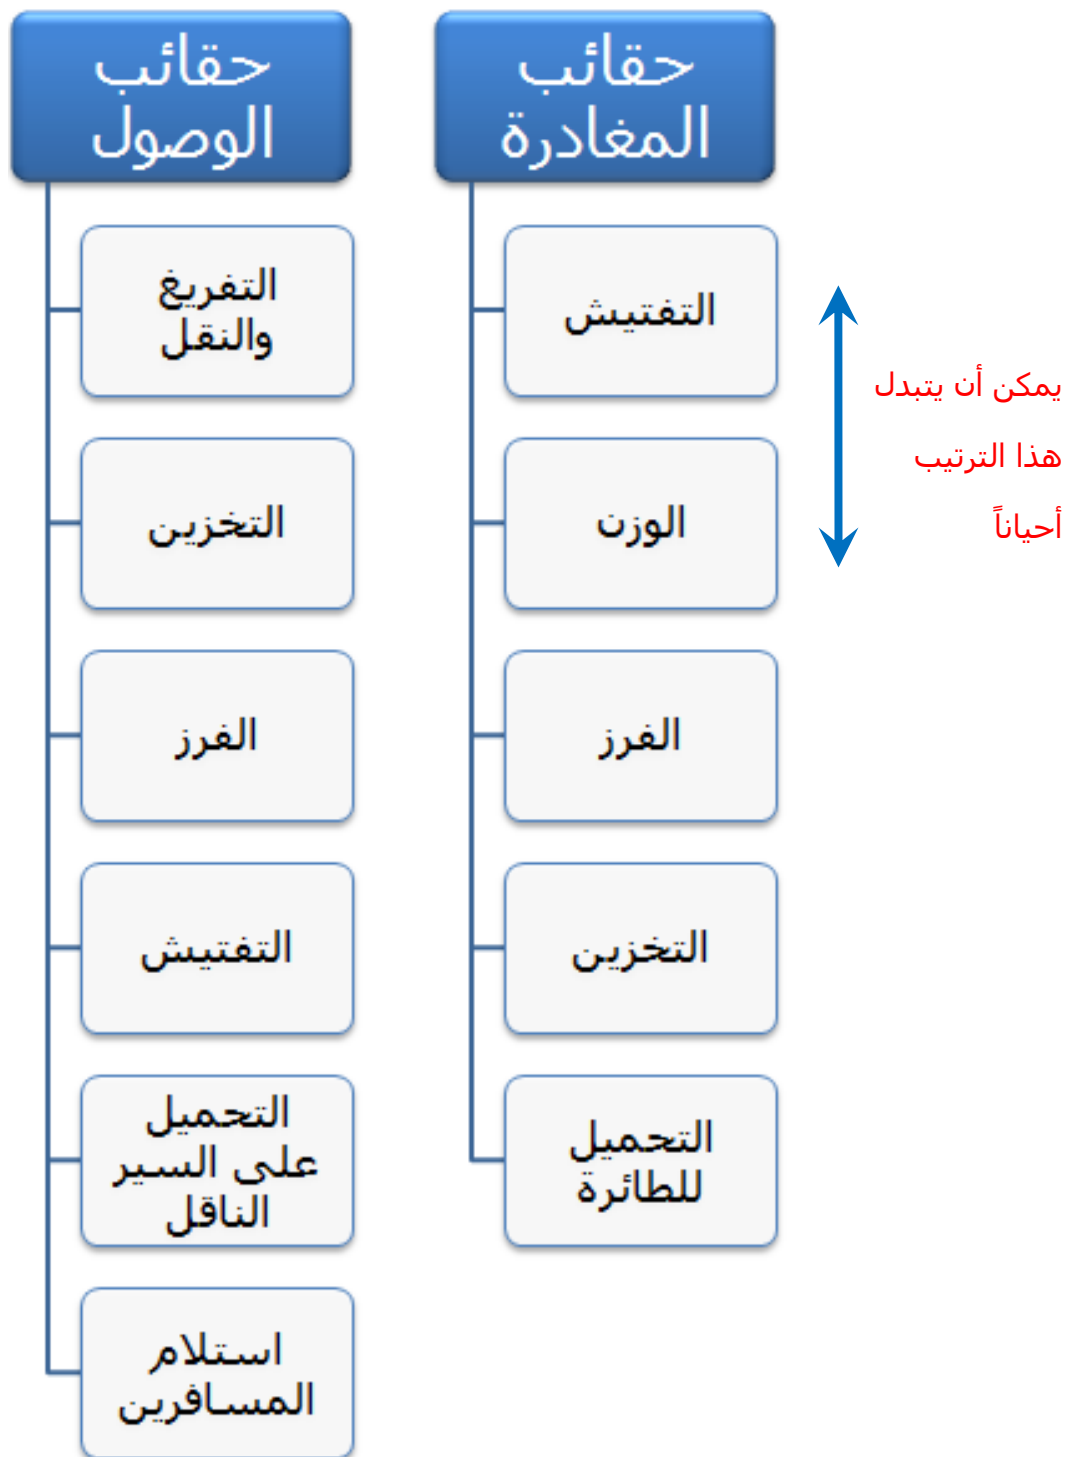 حقائب
المغادرة
التفتيش
الوزن
الفرز
التخزين
التحميل
للطائرة
يمكن أن يتبدل
هذا الترتيب
أحياناً
حقائب
الوصول
التفريغ
والنقل
التخزين
الفرز
التفتيش
التحميل
على السير
الناقل
استلام
المسافرين